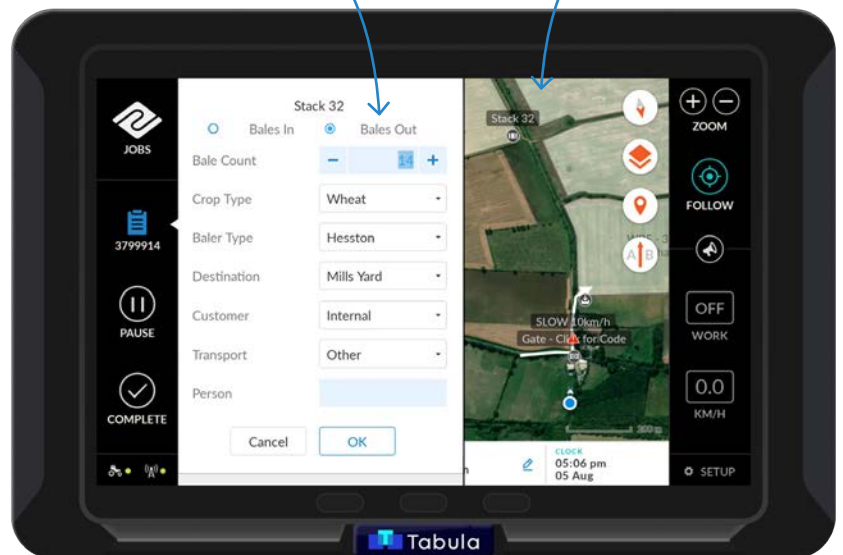 JOBS
3799914
PAUSE
COMPLETE
Stack 32
Bales In
Bales Out
Bale Count
− 14 +
Crop Type
Wheat
Baler Type
Hesston
Destination
Mills Yard
Customer
Internal
Transport
Other
Person
Cancel
OK
Stack 32
A B
SLOW 10km/h
Gate - Click for Code
300 m
CLOCK
05:06 pm
05 Aug
ZOOM
FOLLOW
OFF
WORK
0.0
KM/H
SETUP
Tabula